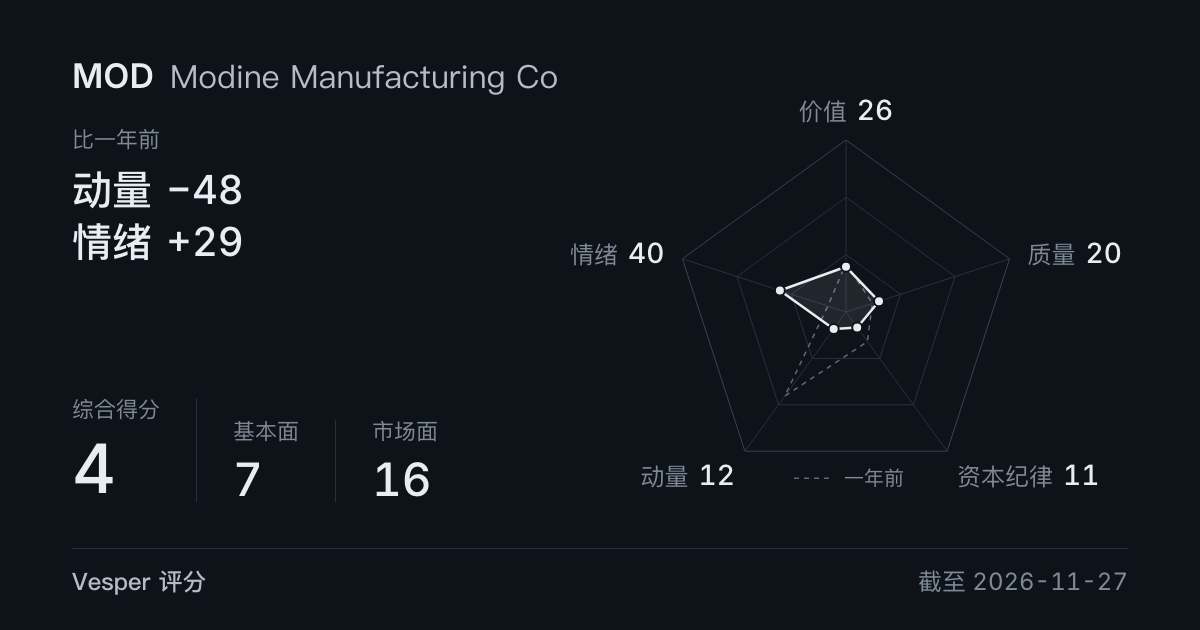 MOD Modine Manufacturing Co
比一年前
动量 −48
情绪 +29
综合得分
4
基本面
7
市场面
16
价值 26
质量 20
资本纪律 11
动量 12
情绪 40
一年前
Vesper 评分
截至 2026-11-27